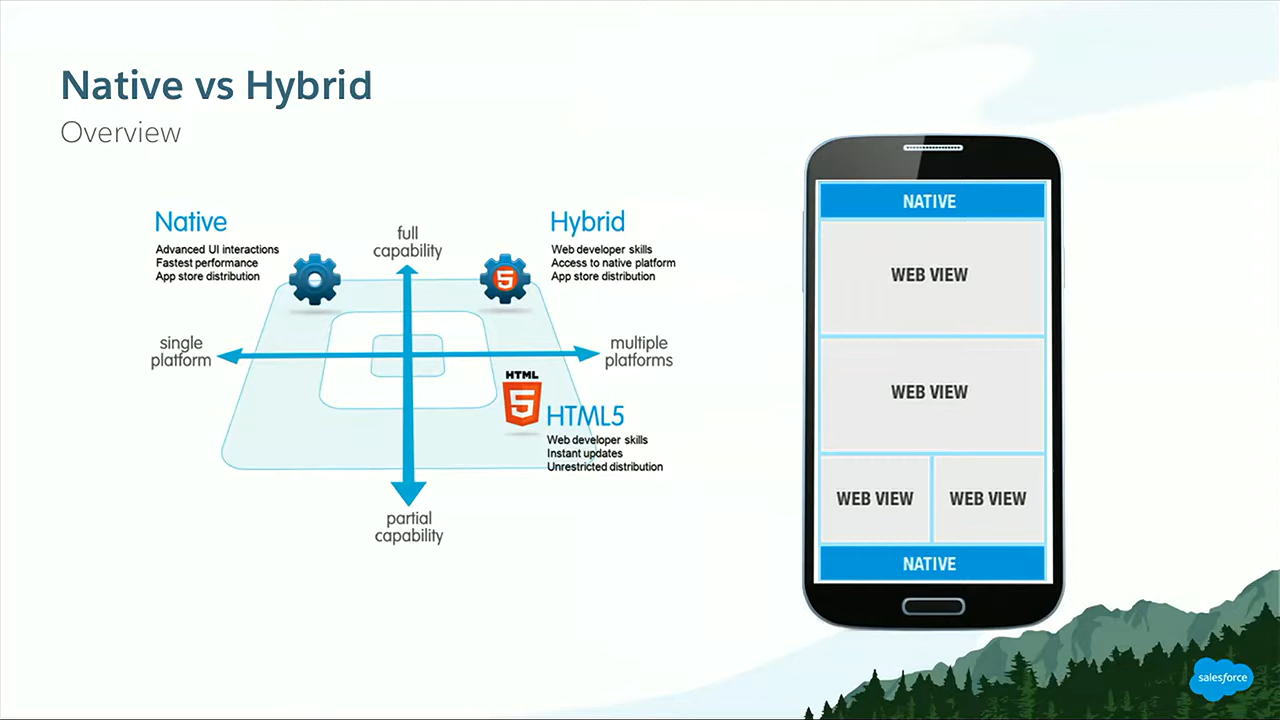 Native vs Hybrid
Overview
Native
Advanced UI interactions
Fastest performance
App store distribution
full
capability
Hybrid
Web developer skills
Access to native platform
App store distribution
5
single
platform
multiple
platforms
HTML
5
HTML5
Web developer skills
Instant updates
Unrestricted distribution
partial
capability
NATIVE
WEB VIEW
WEB VIEW
WEB VIEW
WEB VIEW
NATIVE
salesforce